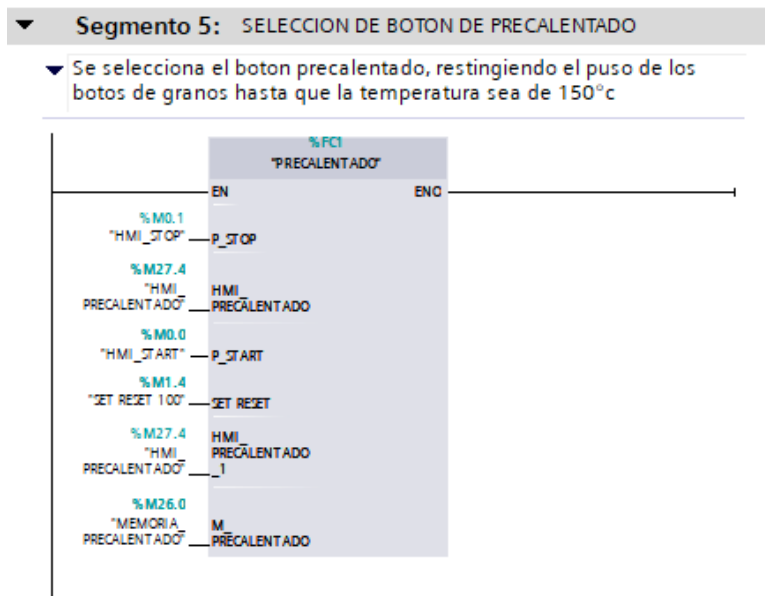 Segmento 5: SELECCION DE BOTON DE PRECALENTADO
Se selecciona el boton precalentado, restingiendo el puso de los
botos de granos hasta que la temperatura sea de 150°c
%FC1
"PRECALENTADO"
EN ENO
%M0.1
"HMI_STOP" P_STOP
%M27.4
"HMI_
PRECALENTADO"
HMI_
PRECALENTADO
%M0.0
"HMI_START" P_START
%M1.4
"SET RESET 100" SET RESET
%M27.4
"HMI_
PRECALENTADO"
HMI_
PRECALENTADO
_1
%M26.0
"MEMORIA_
PRECALENTADO"
M_
PRECALENTADO